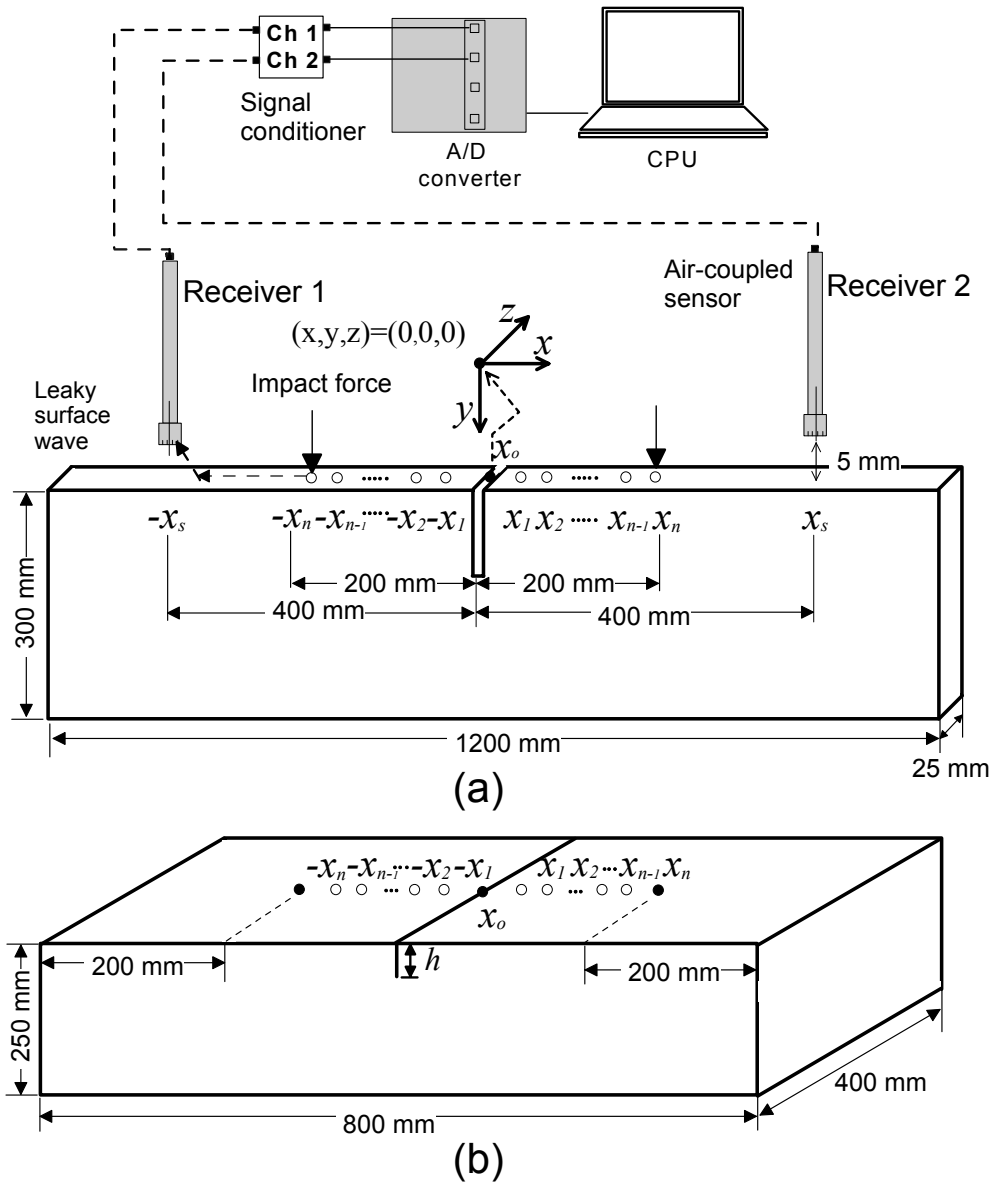 Ch 1
Ch 2
Signal
conditioner
A/D
converter
CPU
Receiver 1
Air-coupled
sensor
Receiver 2
(x,y,z)=(0,0,0)
z
x
y
Impact force
Leaky
surface
wave
xo
5 mm
-xs
-xn -xn-1 ..... -x2 -x1
x1 x2 ..... xn-1 xn
xs
200 mm
200 mm
400 mm
400 mm
300 mm
1200 mm
25 mm
(a)
-xn -xn-1 ... -x2 -x1
x1 x2 ... xn-1 xn
xo
h
200 mm
200 mm
250 mm
400 mm
800 mm
(b)